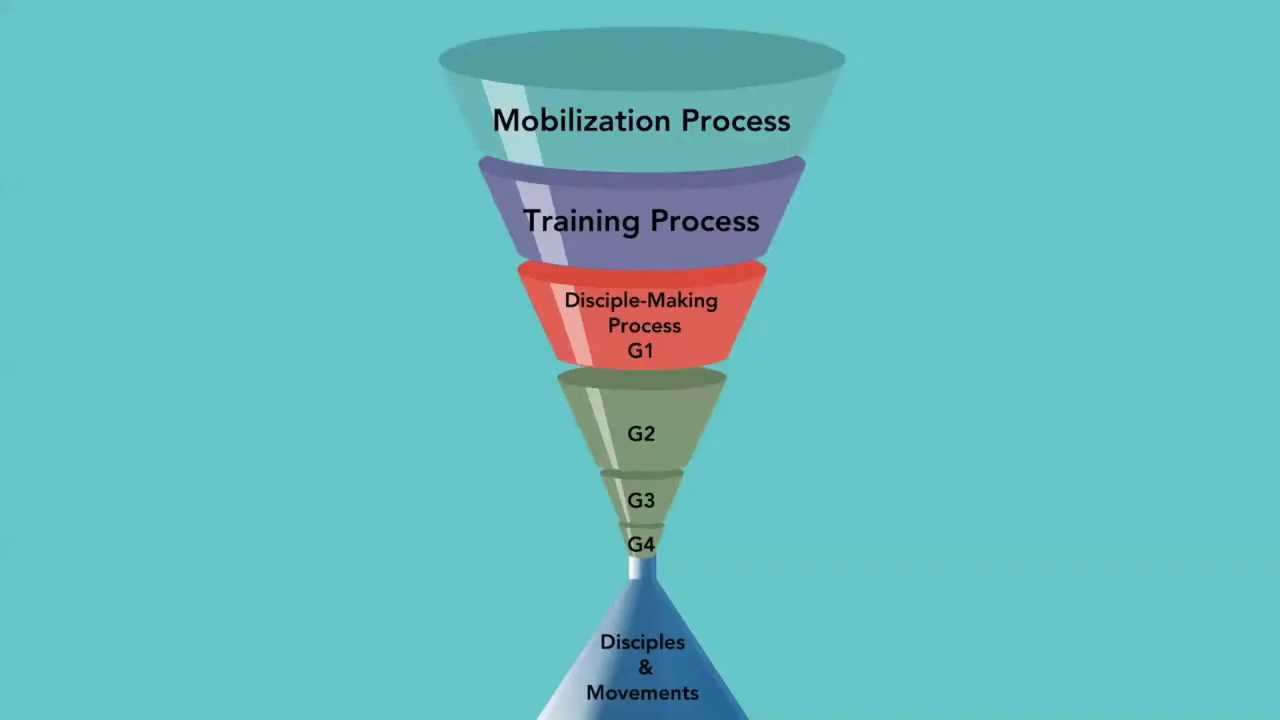 Mobilization Process
Training Process
Disciple-Making
Process
G1
G2
G3
G4
Disciples
&
Movements